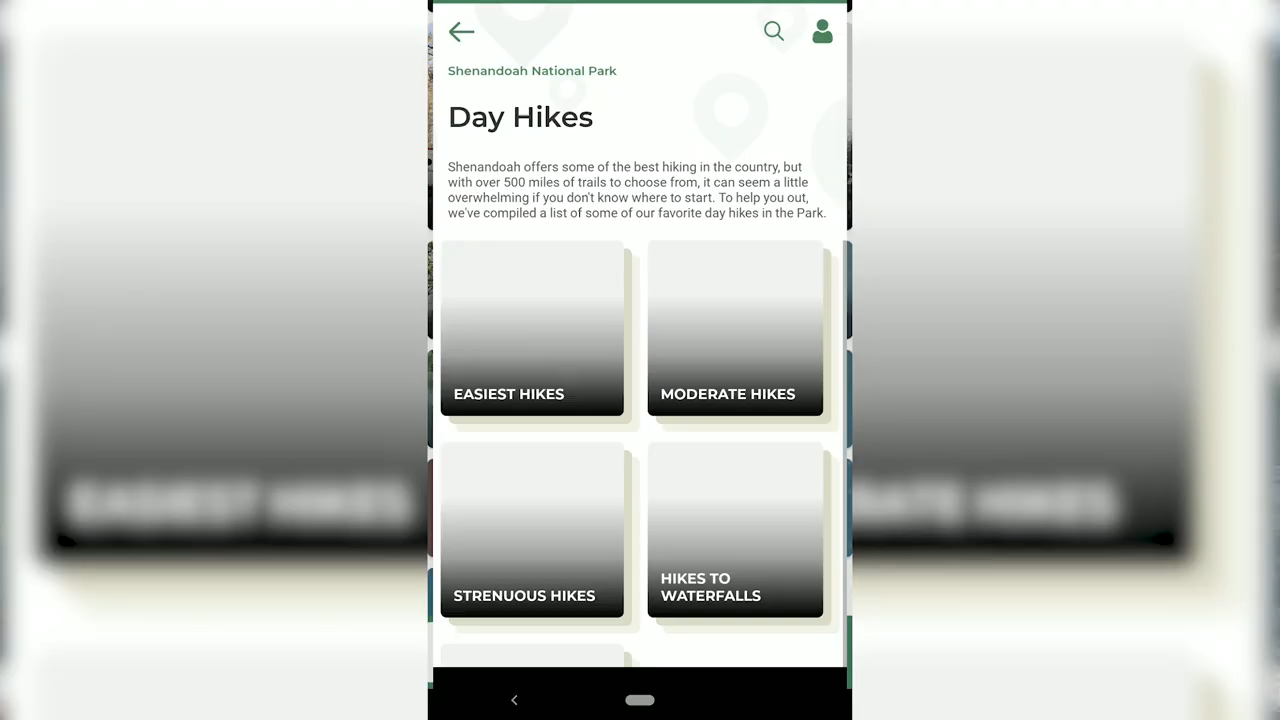 Shenandoah National Park
Day Hikes
Shenandoah offers some of the best hiking in the country, but
with over 500 miles of trails to choose from, it can seem a little
overwhelming if you don't know where to start. To help you out,
we've compiled a list of some of our favorite day hikes in the Park.
EASIEST HIKES
MODERATE HIKES
STRENUOUS HIKES
HIKES TO
WATERFALLS